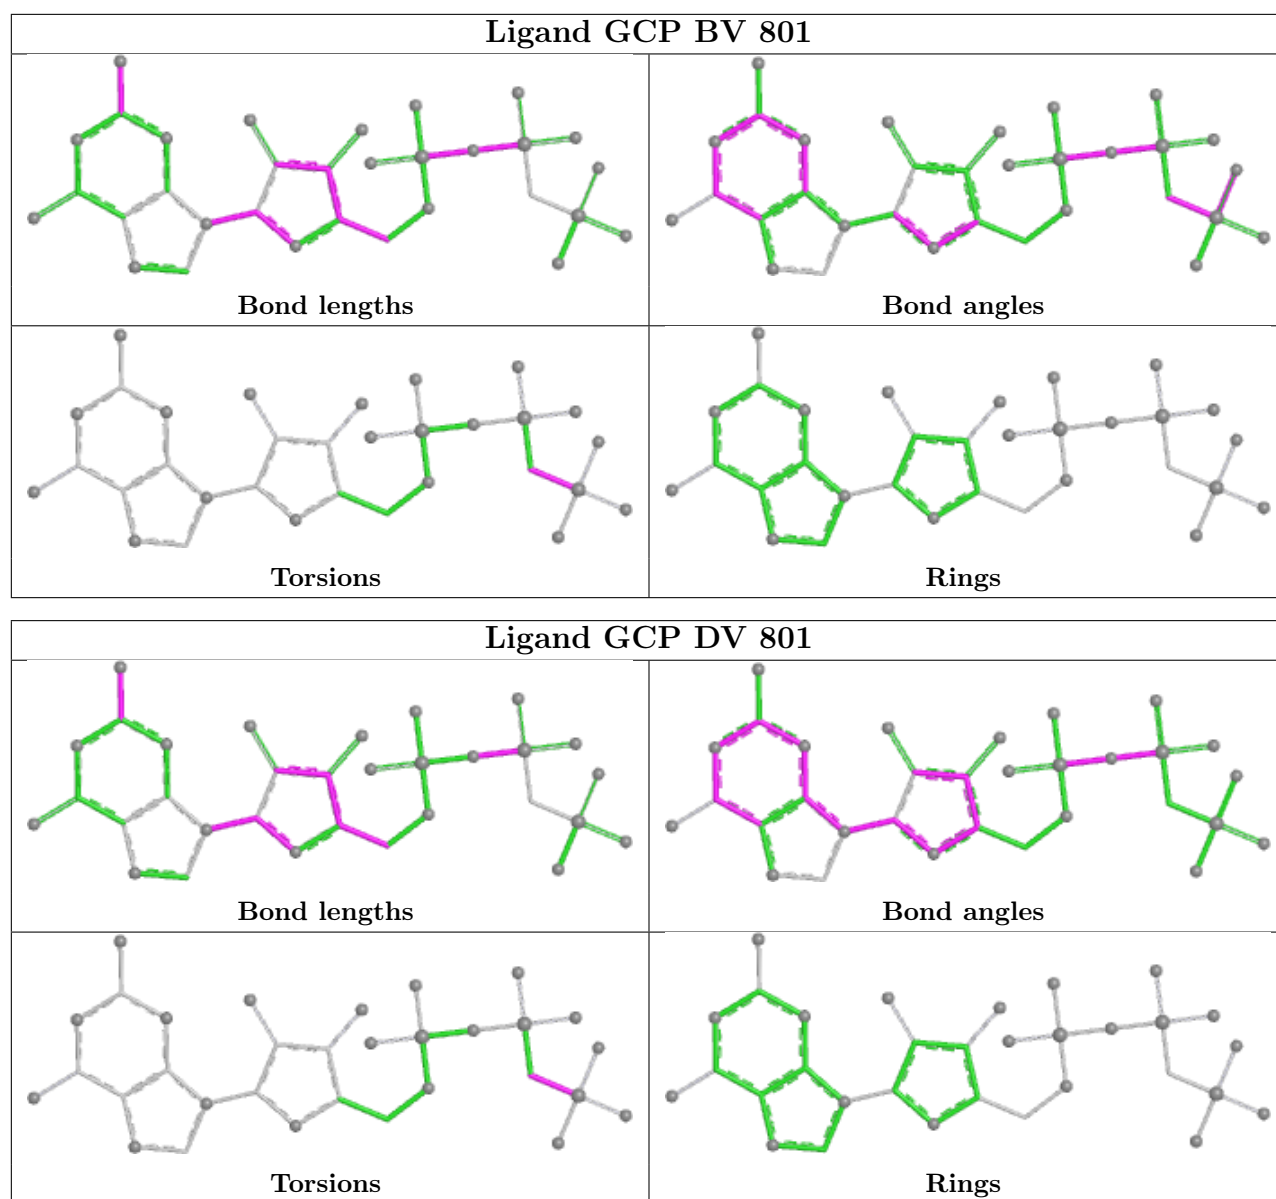 Ligand GCP BV 801
Bond lengths
Bond angles
Torsions
Rings
Ligand GCP DV 801
Bond lengths
Bond angles
Torsions
Rings